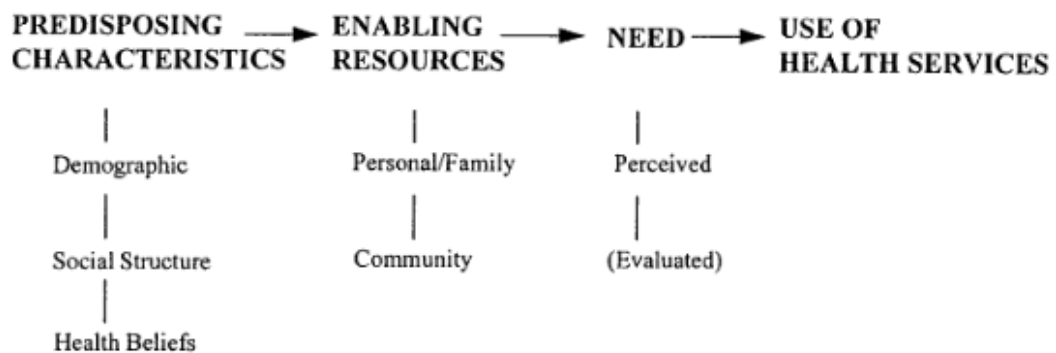 PREDISPOSING CHARACTERISTICS
ENABLING RESOURCES
NEED
USE OF HEALTH SERVICES
Demographic
Personal/Family
Perceived
Social Structure
Community
(Evaluated)
Health Beliefs